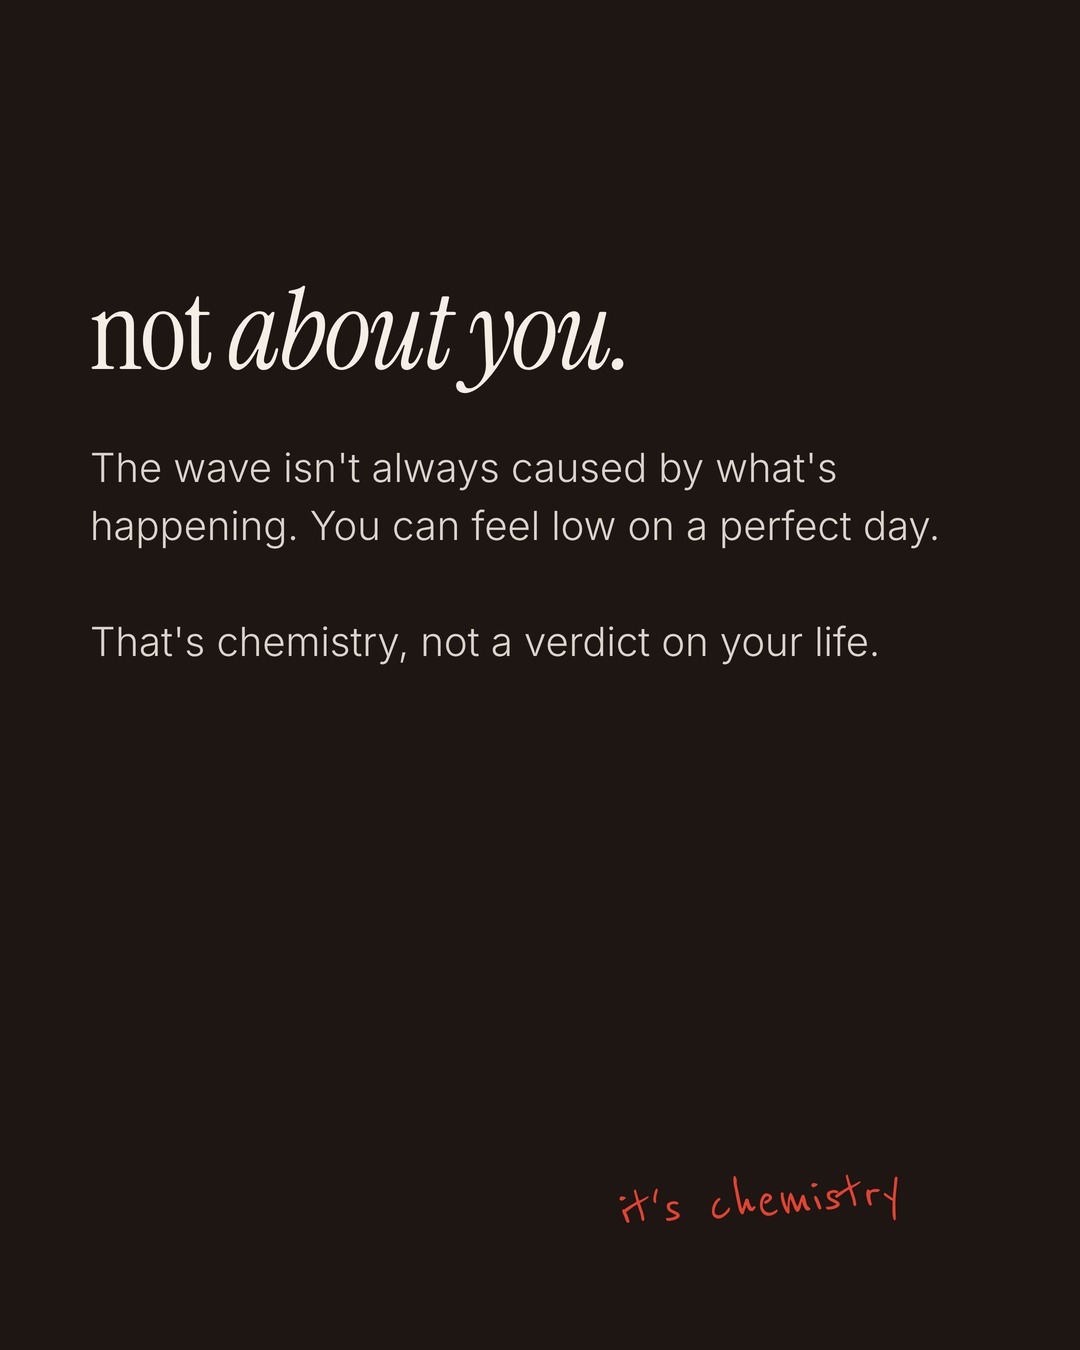 not about you.
The wave isn't always caused by what's
happening. You can feel low on a perfect day.
That's chemistry, not a verdict on your life.
it's chemistry